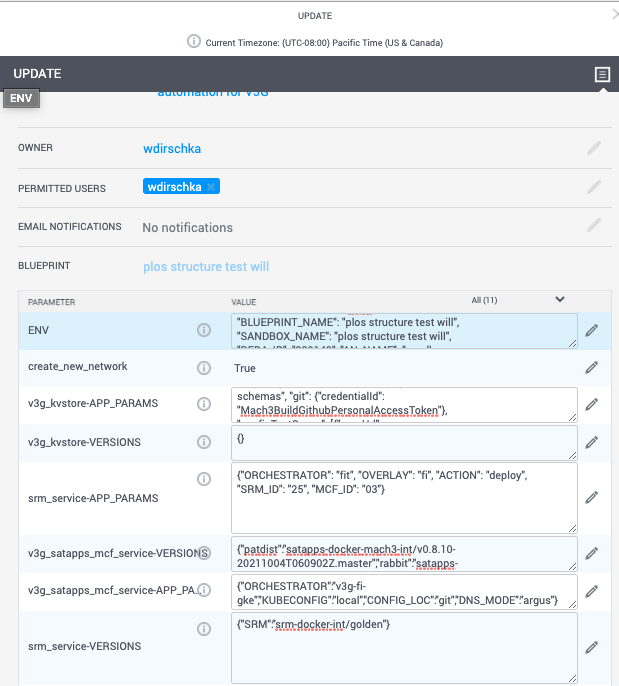 UPDATE
Current Timezone: (UTC-08:00) Pacific Time (US & Canada)
UPDATE
ENV
automation for V3G
OWNER
wdirschka
PERMITTED USERS
wdirschka ×
EMAIL NOTIFICATIONS
No notifications
BLUEPRINT
plos structure test will
PARAMETER
VALUE
All (11)
ENV
"BLUEPRINT_NAME": "plos structure test will",
"SANDBOX_NAME": "plos structure test will",
create_new_network
True
v3g_kvstore-APP_PARAMS
schemas", "git": {"credentialId":
"Mach3BuildGithubPersonalAccessToken"},
v3g_kvstore-VERSIONS
{}
srm_service-APP_PARAMS
{"ORCHESTRATOR": "fit", "OVERLAY": "fi", "ACTION": "deploy",
"SRM_ID": "25", "MCF_ID": "03"}
v3g_satapps_mcf_service-VERSIONS
{"patdist":"satapps-docker-mach3-int/v0.8.10-
20211004T060902Z.master","rabbit":"satapps-
v3g_satapps_mcf_service-APP_PA...
{"ORCHESTRATOR":"v3g-fi-
gke","KUBECONFIG":"local","CONFIG_LOC":"git","DNS_MODE":"argus"}
srm_service-VERSIONS
{"SRM":"srm-docker-int/golden"}